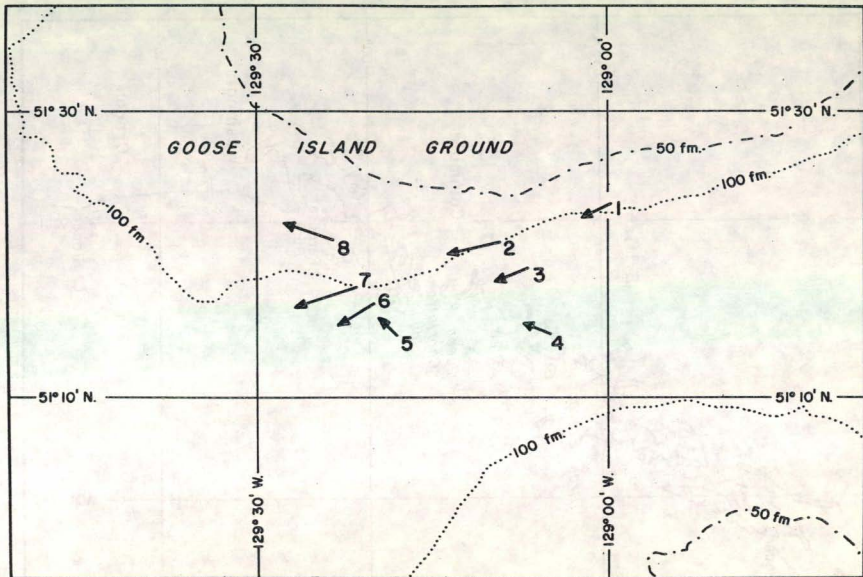 129° 30'
129° 00'
51° 30' N.
51° 30' N.
GOOSE ISLAND GROUND
50 fm.
100 fm.
100 fm.
1
2
8
3
7
6
5
4
51° 10' N.
51° 10' N.
100 fm.
129° 30' W.
129° 00' W.
50 fm